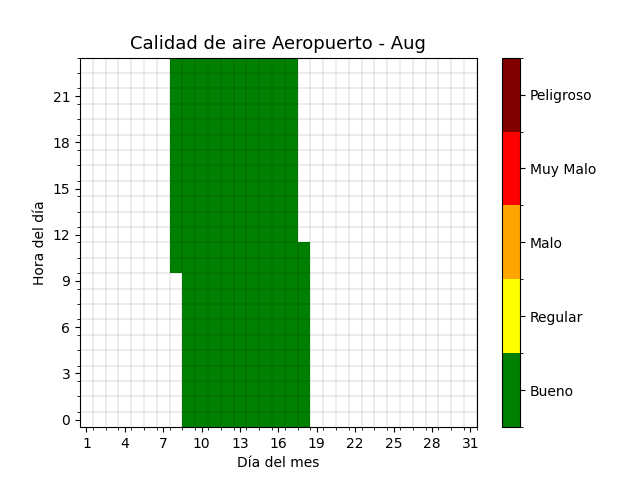 Calidad de aire Aeropuerto - Aug
Hora del día
21
18
15
12
9
6
3
0
1 4 7 10 13 16 19 22 25 28 31
Día del mes
Peligroso
Muy Malo
Malo
Regular
Bueno